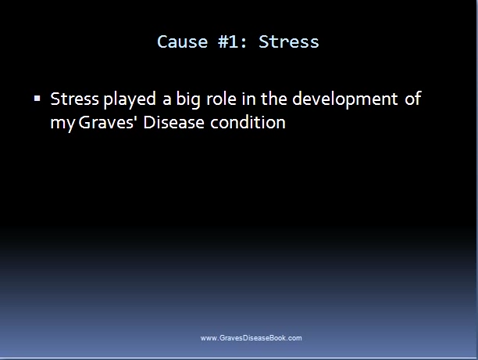 Cause #1: Stress
▪ Stress played a big role in the development of
my Graves' Disease condition
www.GravesDiseaseBook.com